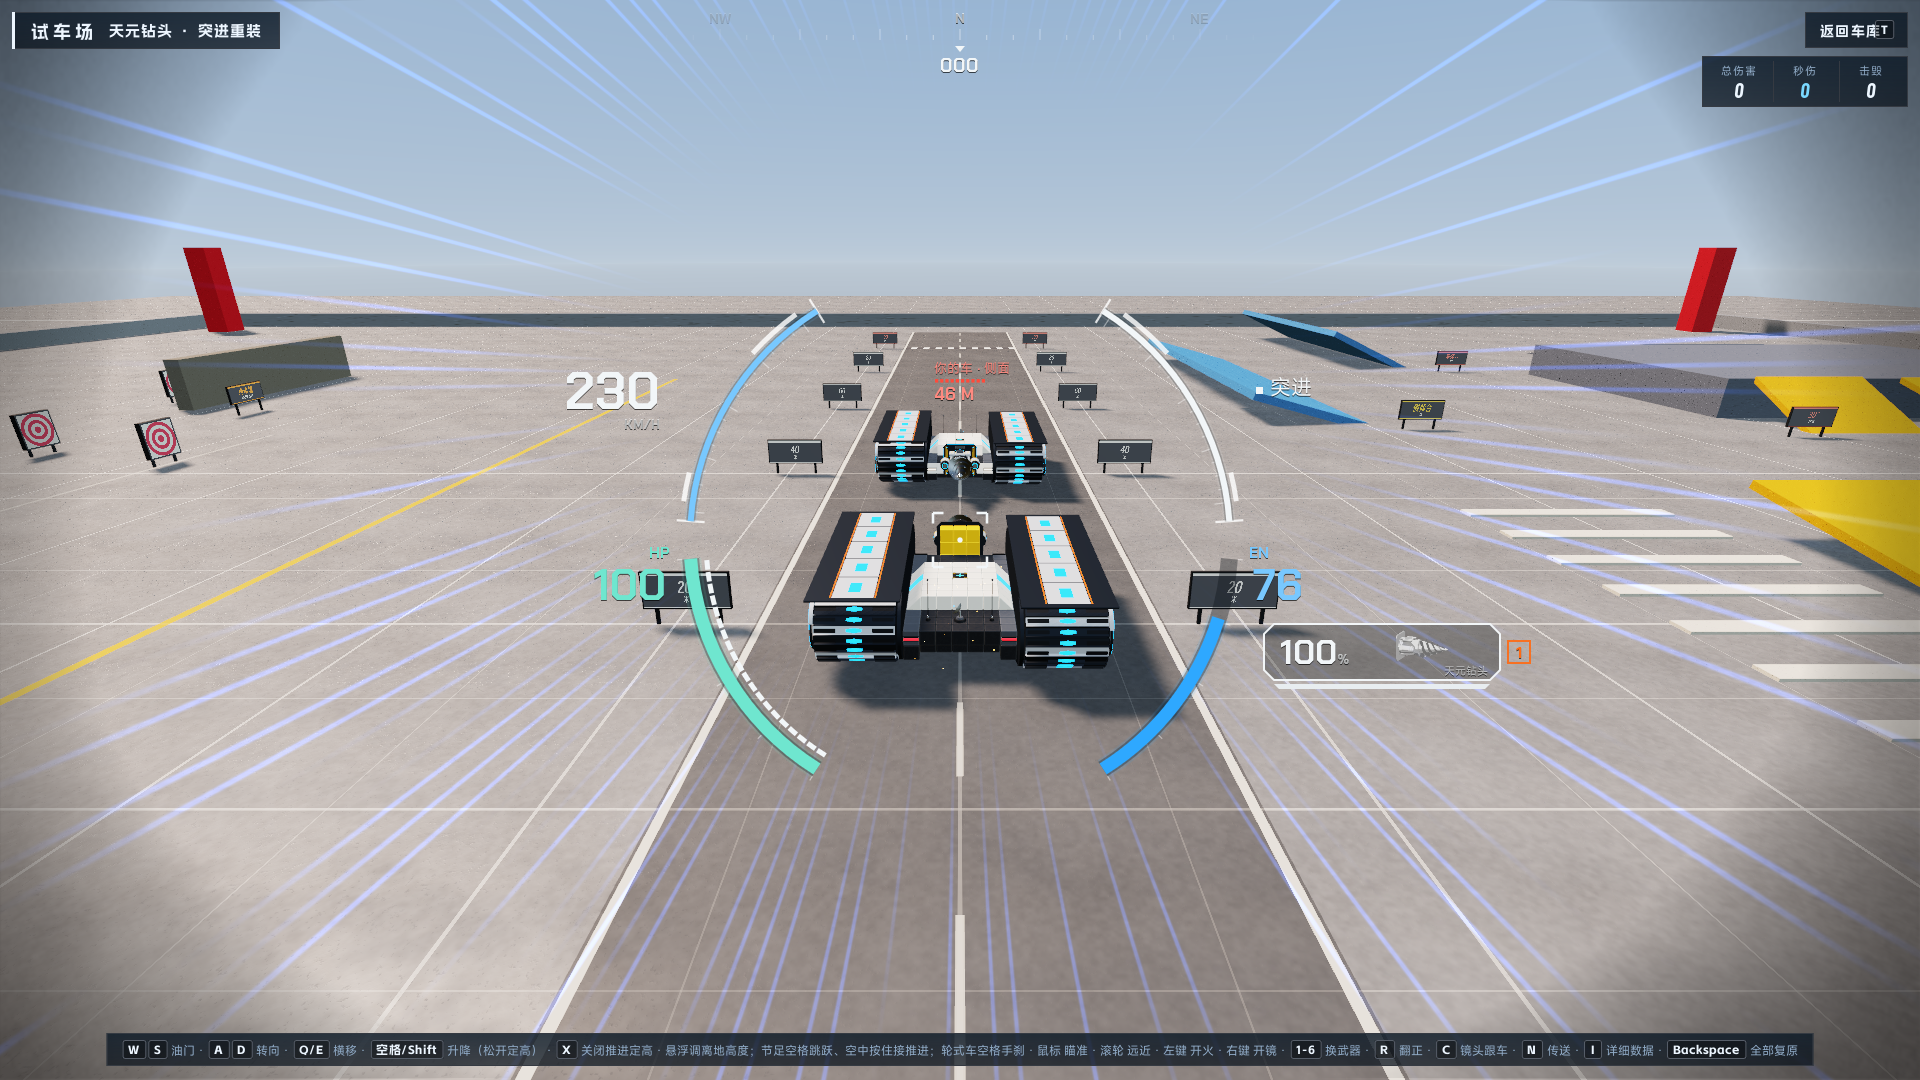 试车场 天元钻头 · 突进重装
NW N NE
000
返回车库 T
总伤害 秒伤 击毁
0 0 0
230
KM/H
你的车 · 侧面
46 M
突进
40
40
HP
100
20
米
EN
76
20
米
100%
天元钻头
1
W S 油门 · A D 转向 · Q/E 横移 · 空格/Shift 升降（松开定高） · X 关闭推进定高 · 悬浮调离地高度；节足空格跳跃、空中按住接推进；轮式车空格手刹 · 鼠标 瞄准 · 滚轮 远近 · 左键 开火 · 右键 开镜 · 1-6 换武器 · R 翻正 · C 镜头跟车 · N 传送 · I 详细数据 · Backspace 全部复原